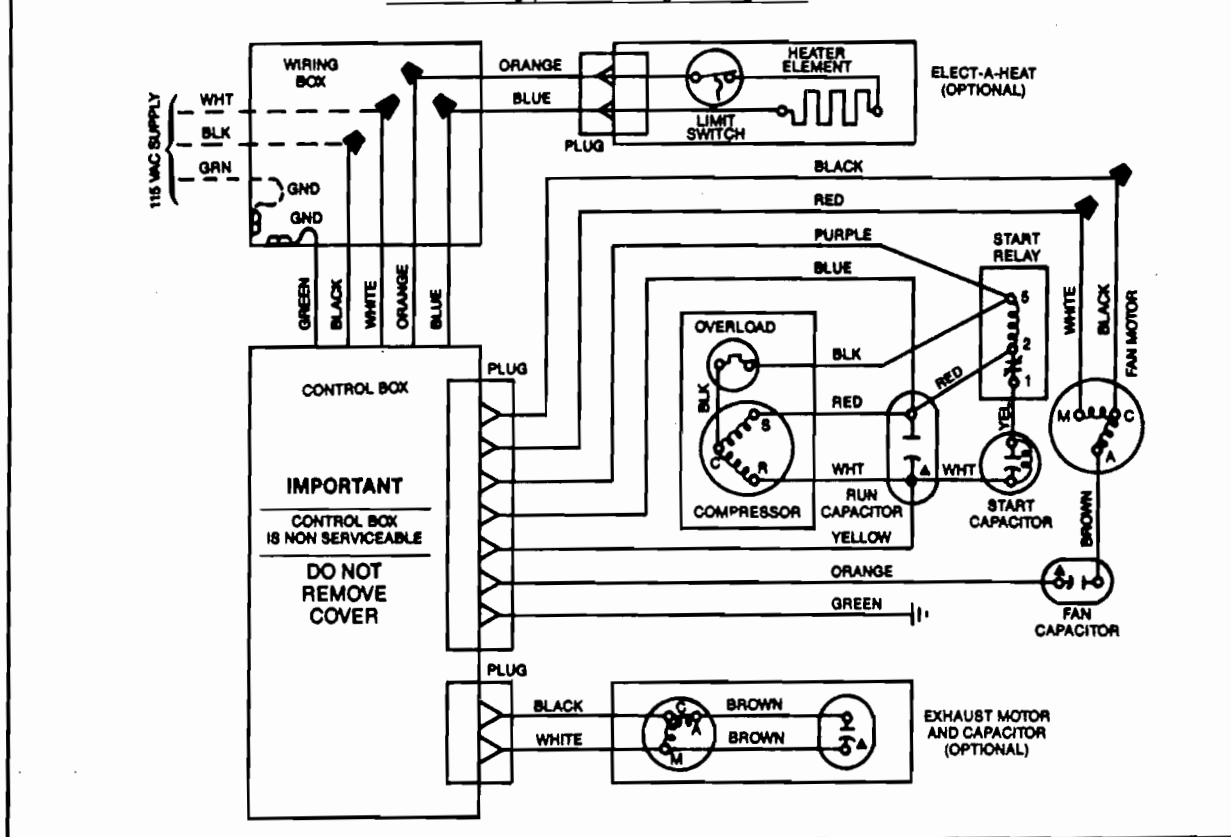 WIRING
BOX
ORANGE
BLUE
PLUG
HEATER
ELEMENT
LIMIT
SWITCH
ELECT-A-HEAT
(OPTIONAL)
115 VAC SUPPLY
WHT
BLK
GRN
GND
GND
GREEN
BLACK
WHITE
ORANGE
BLUE
BLACK
RED
PURPLE
BLUE
START
RELAY
5
2
1
WHITE
BLACK
FAN MOTOR
OVERLOAD
BLK
BLK
RED
RED
YEL
M
C
A
S
C
R
WHT
WHT
COMPRESSOR
RUN
CAPACITOR
START
CAPACITOR
BROWN
CONTROL BOX
PLUG
IMPORTANT
CONTROL BOX
IS NON SERVICEABLE
DO NOT
REMOVE
COVER
YELLOW
ORANGE
GREEN
FAN
CAPACITOR
PLUG
BLACK
WHITE
C
A
M
BROWN
BROWN
EXHAUST MOTOR
AND CAPACITOR
(OPTIONAL)